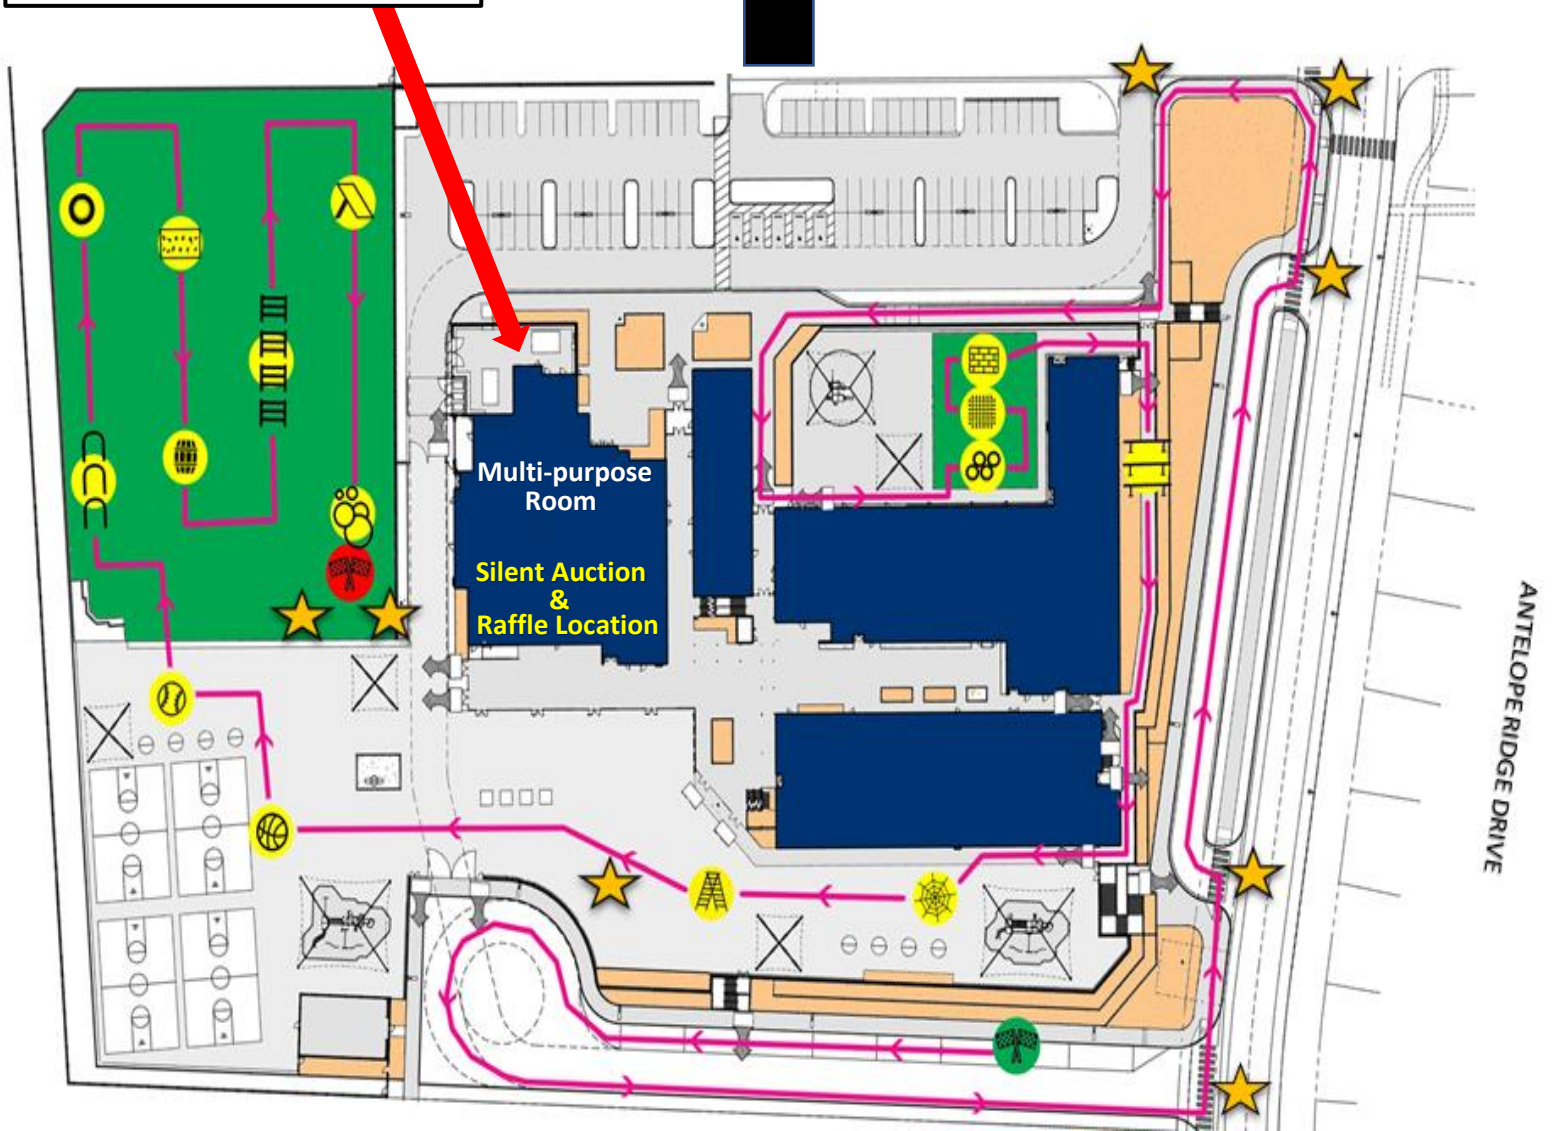 Multi-purpose
Room
Silent Auction
&
Raffle Location
ANTELOPE RIDGE DRIVE